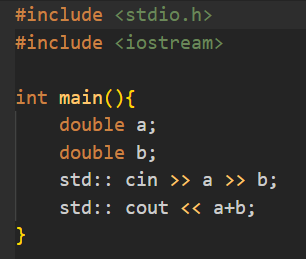 #include <stdio.h>
#include <iostream>

int main(){
    double a;
    double b;
    std:: cin >> a >> b;
    std:: cout << a+b;
}